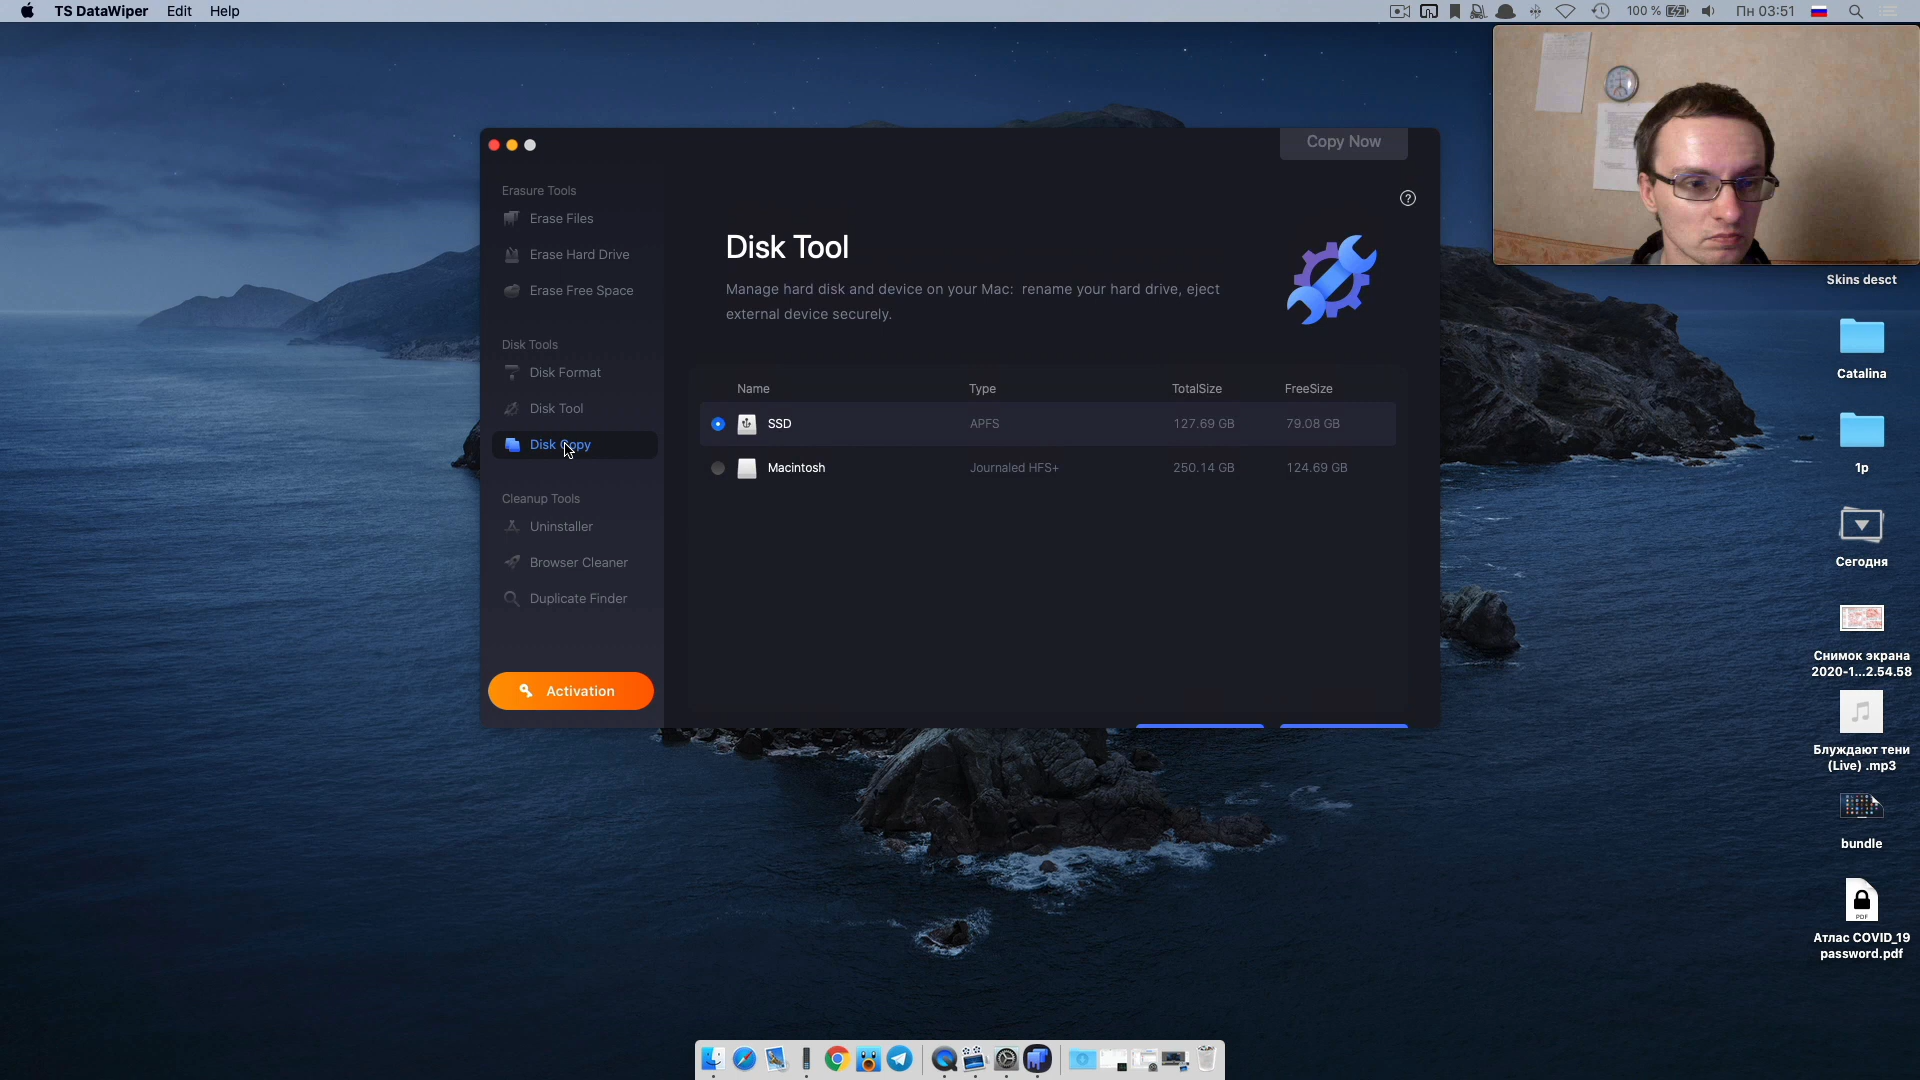 TS DataWiper Edit Help
100 % Пн 03:51
Copy Now
Erasure Tools
Erase Files
Erase Hard Drive
Erase Free Space
Disk Tools
Disk Format
Disk Tool
Disk Copy
Cleanup Tools
Uninstaller
Browser Cleaner
Duplicate Finder
Activation
Disk Tool
Manage hard disk and device on your Mac: rename your hard drive, eject
external device securely.
Name Type TotalSize FreeSize
SSD APFS 127.69 GB 79.08 GB
Macintosh Journaled HFS+ 250.14 GB 124.69 GB
Skins desct
Catalina
1p
Сегодня
Снимок экрана
2020-1...2.54.58
Блуждают тени
(Live) .mp3
bundle
PDF
Атлас COVID_19
password.pdf